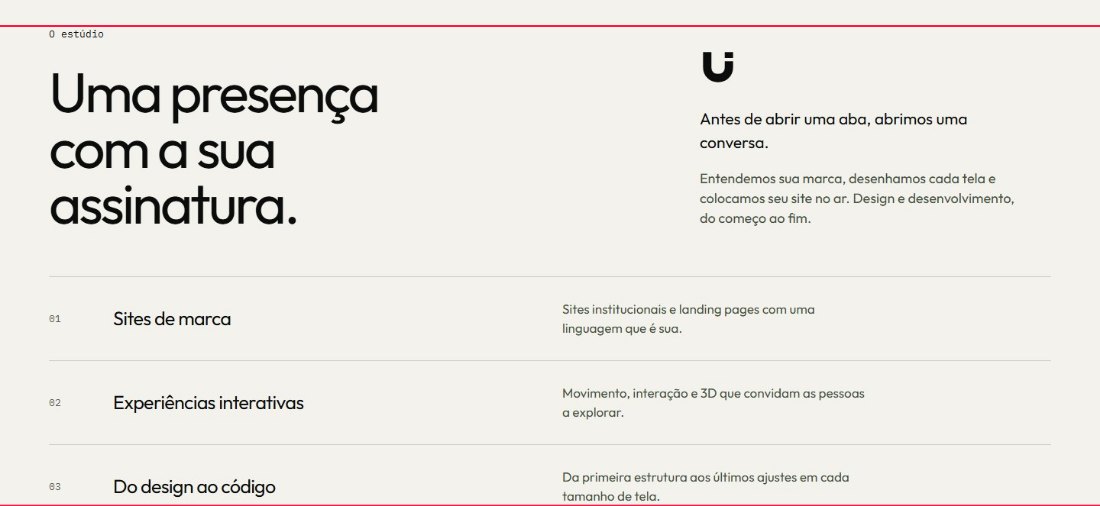 O estúdio
Uma presença
com a sua
assinatura.
Antes de abrir uma aba, abrimos uma
conversa.
Entendemos sua marca, desenhamos cada tela e
colocamos seu site no ar. Design e desenvolvimento,
do começo ao fim.
01
Sites de marca
Sites institucionais e landing pages com uma
linguagem que é sua.
02
Experiências interativas
Movimento, interação e 3D que convidam as pessoas
a explorar.
03
Do design ao código
Da primeira estrutura aos últimos ajustes em cada
tamanho de tela.